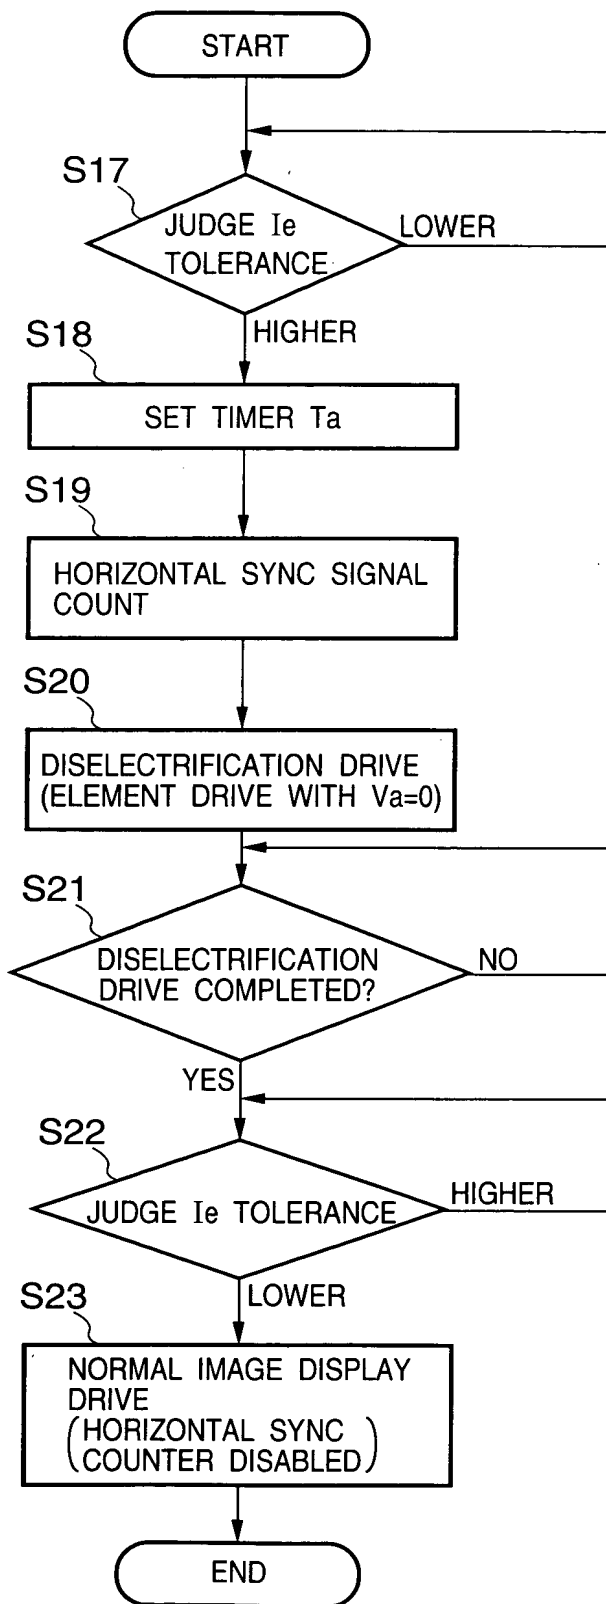 START
S17
JUDGE Ie
TOLERANCE
LOWER
HIGHER
S18
SET TIMER Ta
S19
HORIZONTAL SYNC SIGNAL
COUNT
S20
DISELECTRIFICATION DRIVE
(ELEMENT DRIVE WITH Va=0)
S21
DISELECTRIFICATION
DRIVE COMPLETED?
NO
YES
S22
JUDGE Ie TOLERANCE
HIGHER
LOWER
S23
NORMAL IMAGE DISPLAY
DRIVE
(HORIZONTAL SYNC
COUNTER DISABLED)
END